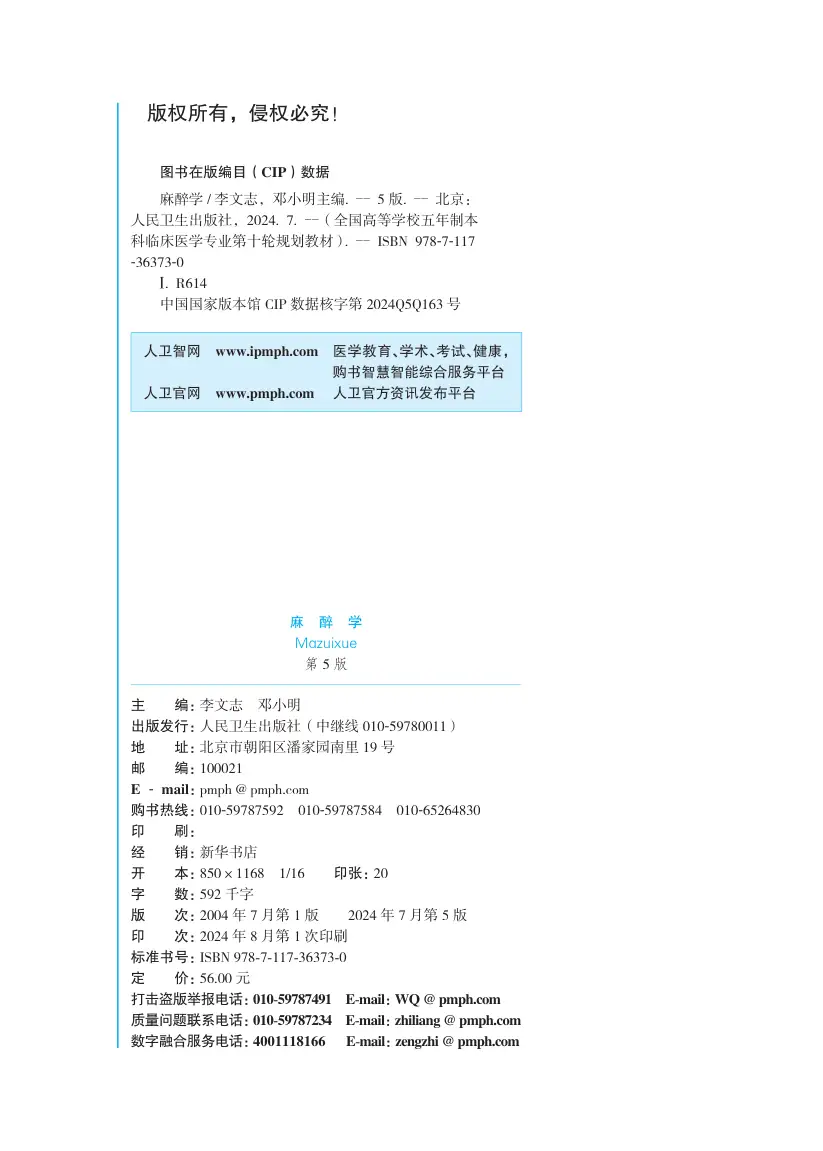 版权所有，侵权必究！
图书在版编目（CIP）数据
麻醉学 / 李文志，邓小明主编. -- 5 版. -- 北京：
人民卫生出版社，2024. 7. --（全国高等学校五年制本
科临床医学专业第十轮规划教材）. -- ISBN 978-7-117
-36373-0
Ⅰ. R614
中国国家版本馆 CIP 数据核字第 2024Q5Q163 号
人卫智网 www.ipmph.com 医学教育、学术、考试、健康，
购书智慧智能综合服务平台
人卫官网 www.pmph.com 人卫官方资讯发布平台
麻 醉 学
Mazuixue
第 5 版
主 编：李文志 邓小明
出版发行：人民卫生出版社（中继线 010-59780011）
地 址：北京市朝阳区潘家园南里 19 号
邮 编：100021
E - mail：pmph @ pmph.com
购书热线：010-59787592 010-59787584 010-65264830
印 刷：
经 销：新华书店
开 本：850 × 1168 1/16 印张：20
字 数：592 千字
版 次：2004 年 7 月第 1 版 2024 年 7 月第 5 版
印 次：2024 年 8 月第 1 次印刷
标准书号：ISBN 978-7-117-36373-0
定 价：56.00 元
打击盗版举报电话：010-59787491 E-mail：WQ @ pmph.com
质量问题联系电话：010-59787234 E-mail：zhiliang @ pmph.com
数字融合服务电话：4001118166 E-mail：zengzhi @ pmph.com